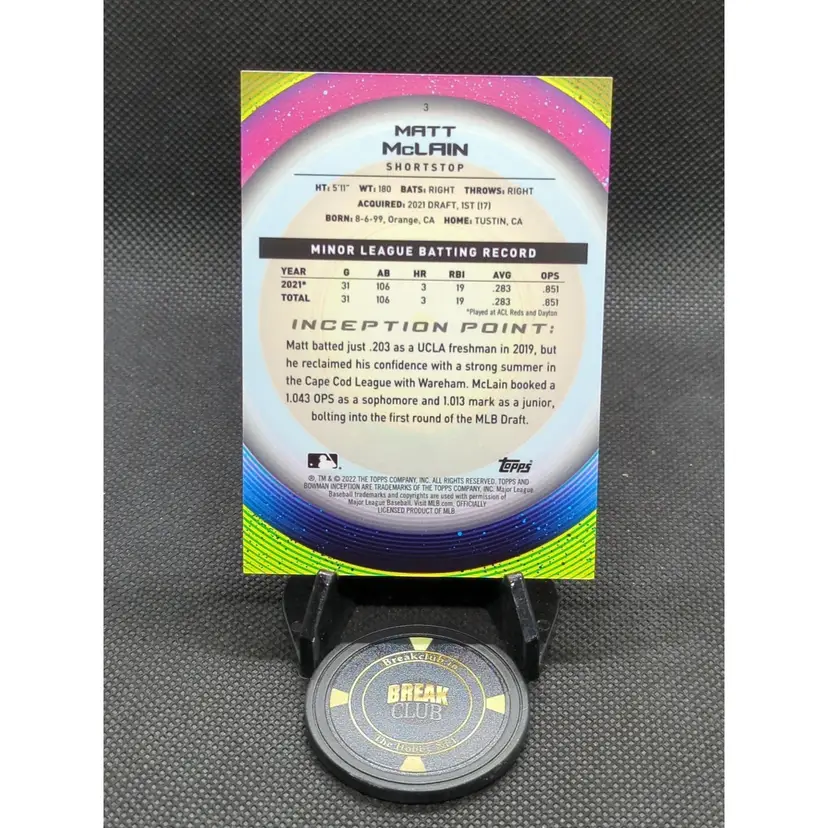 3
MATT
McLAIN
SHORTSTOP
HT: 5'11" WT: 180 BATS: RIGHT THROWS: RIGHT
ACQUIRED: 2021 DRAFT, 1ST (17)
BORN: 8-6-99, Orange, CA HOME: TUSTIN, CA
MINOR LEAGUE BATTING RECORD
YEAR G AB HR RBI AVG OPS
2021* 31 106 3 19 .283 .851
TOTAL 31 106 3 19 .283 .851
*Played at ACL Reds and Dayton
INCEPTION POINT:
Matt batted just .203 as a UCLA freshman in 2019, but
he reclaimed his confidence with a strong summer in
the Cape Cod League with Wareham. McLain booked a
1.043 OPS as a sophomore and 1.013 mark as a junior,
bolting into the first round of the MLB Draft.
Topps
®, TM & © 2022 THE TOPPS COMPANY, INC. ALL RIGHTS RESERVED. TOPPS AND
BOWMAN INCEPTION ARE TRADEMARKS OF THE TOPPS COMPANY, INC. Major League
Baseball trademarks and copyrights are used with permission of
Major League Baseball. Visit MLB.com. OFFICIALLY
LICENSED PRODUCT OF MLB
Breakclub.io
BREAK
CLUB
The Hobby